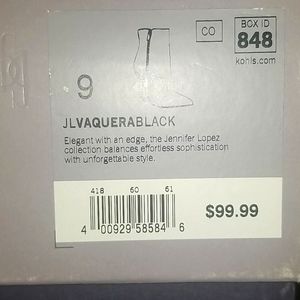 BOX ID
CO
848
kohls.com
9
JLVAQUERABLACK
Elegant with an edge, the Jennifer Lopez
collection balances effortless sophistication
with unforgettable style.
418 60 61
4 00929 58584 6
$99.99